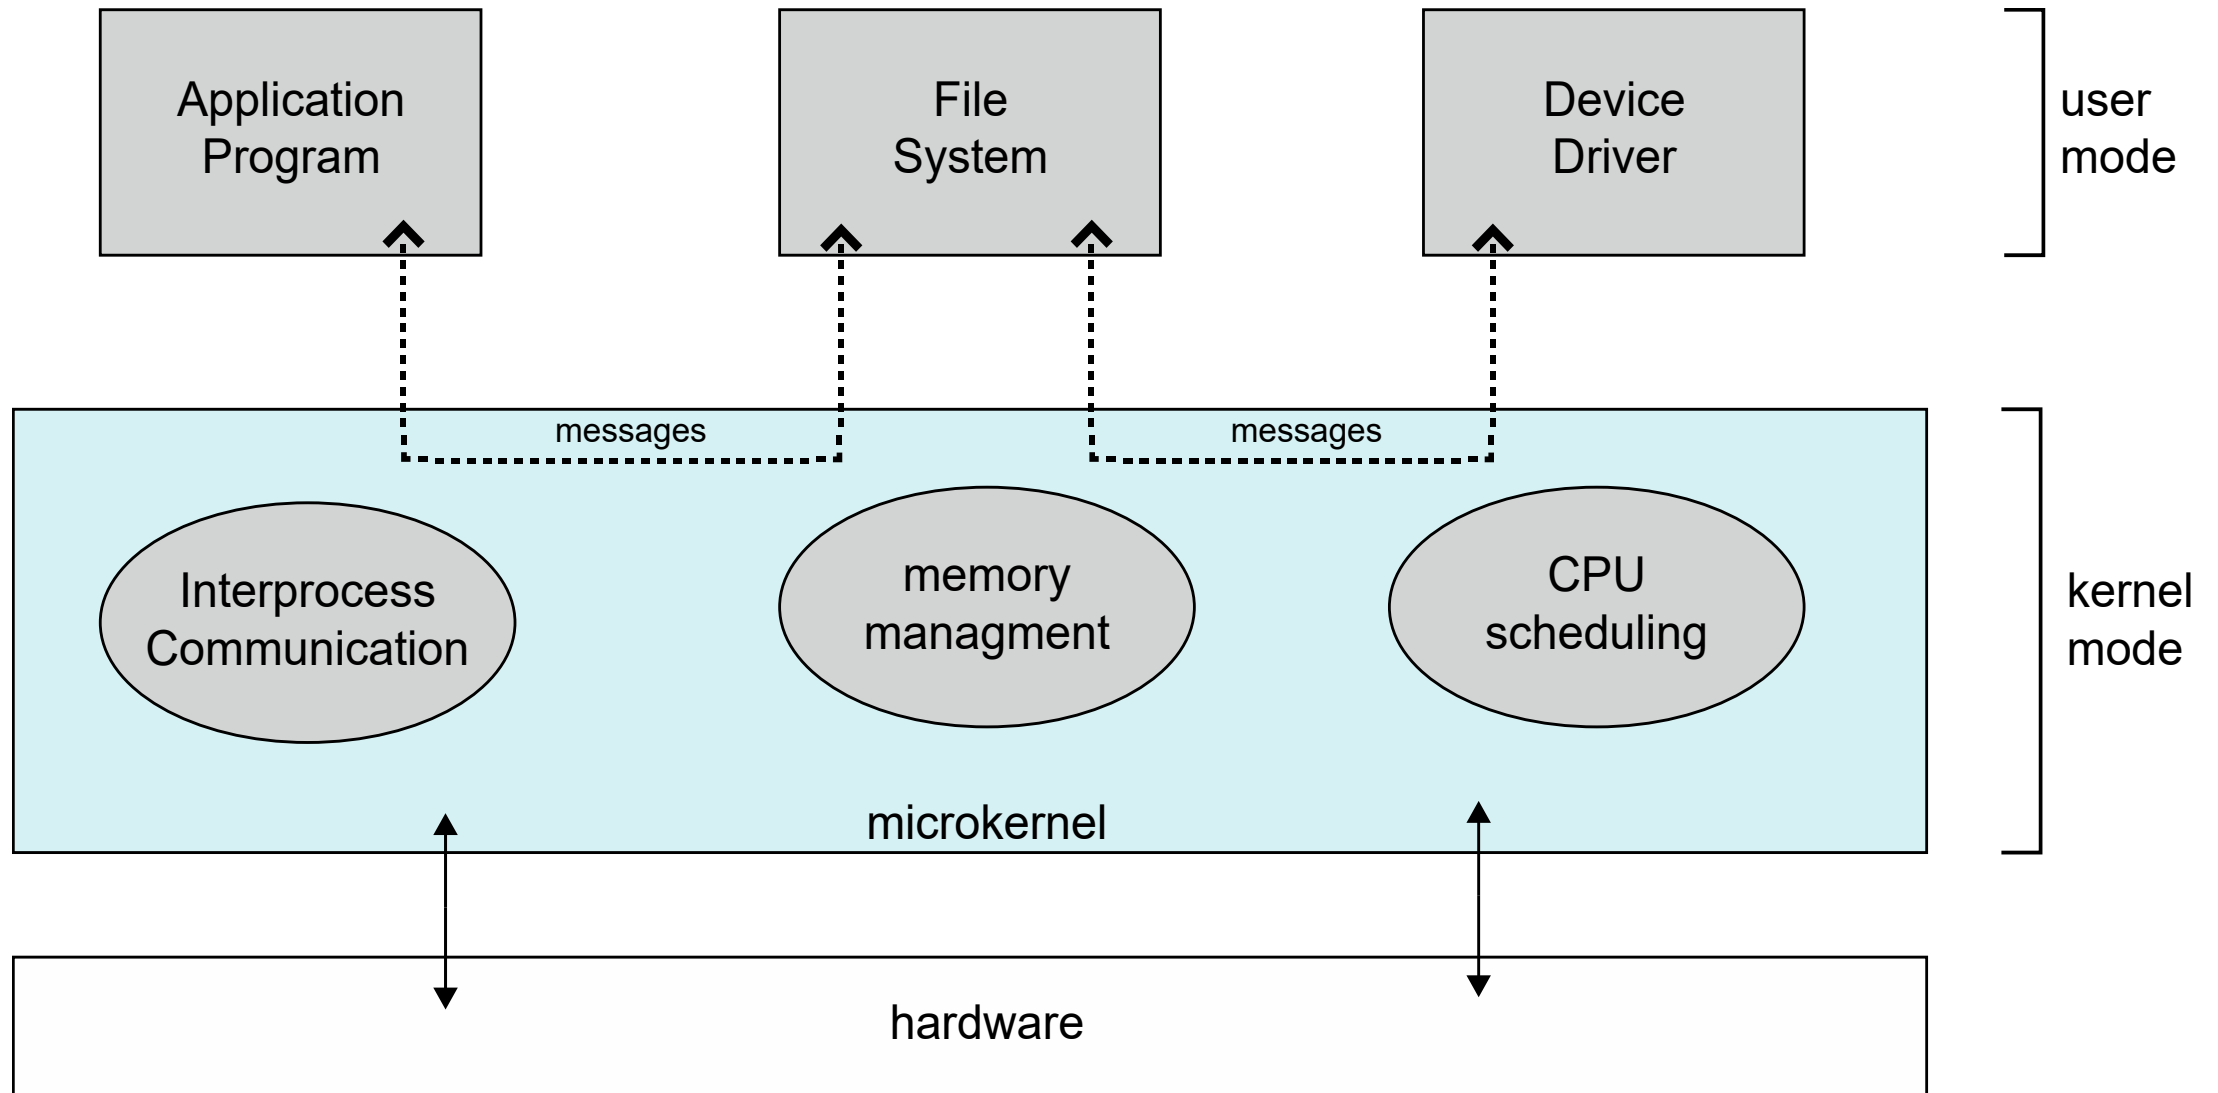 Application
Program
File
System
Device
Driver
user
mode
messages
messages
Interprocess
Communication
memory
managment
CPU
scheduling
kernel
mode
microkernel
hardware